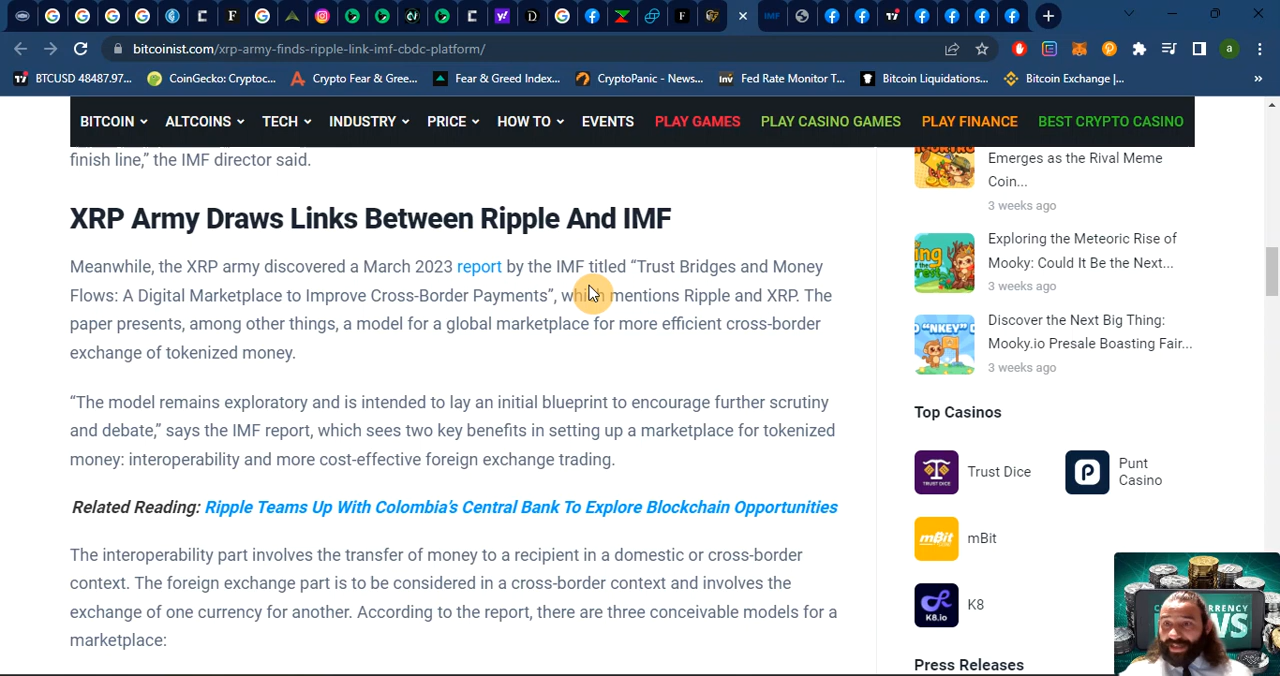 bitcoinist.com/xrp-army-finds-ripple-link-imf-cbdc-platform/
BTCUSD 48487.97...
CoinGecko: Cryptoc...
Crypto Fear & Gree...
Fear & Greed Index...
CryptoPanic - News...
Fed Rate Monitor T...
Bitcoin Liquidations...
Bitcoin Exchange |...
»
BITCOIN
ALTCOINS
TECH
INDUSTRY
PRICE
HOW TO
EVENTS
PLAY GAMES
PLAY CASINO GAMES
PLAY FINANCE
BEST CRYPTO CASINO
finish line,” the IMF director said.
XRP Army Draws Links Between Ripple And IMF
Meanwhile, the XRP army discovered a March 2023 report by the IMF titled “Trust Bridges and Money
Flows: A Digital Marketplace to Improve Cross-Border Payments”, which mentions Ripple and XRP. The
paper presents, among other things, a model for a global marketplace for more efficient cross-border
exchange of tokenized money.
“The model remains exploratory and is intended to lay an initial blueprint to encourage further scrutiny
and debate,” says the IMF report, which sees two key benefits in setting up a marketplace for tokenized
money: interoperability and more cost-effective foreign exchange trading.
Related Reading: Ripple Teams Up With Colombia’s Central Bank To Explore Blockchain Opportunities
The interoperability part involves the transfer of money to a recipient in a domestic or cross-border
context. The foreign exchange part is to be considered in a cross-border context and involves the
exchange of one currency for another. According to the report, there are three conceivable models for a
marketplace:
Emerges as the Rival Meme
Coin...
3 weeks ago
Exploring the Meteoric Rise of
Mooky: Could It Be the Next...
3 weeks ago
Discover the Next Big Thing:
Mooky.io Presale Boasting Fair...
3 weeks ago
Top Casinos
Trust Dice
Punt
Casino
mBit
K8
Press Releases